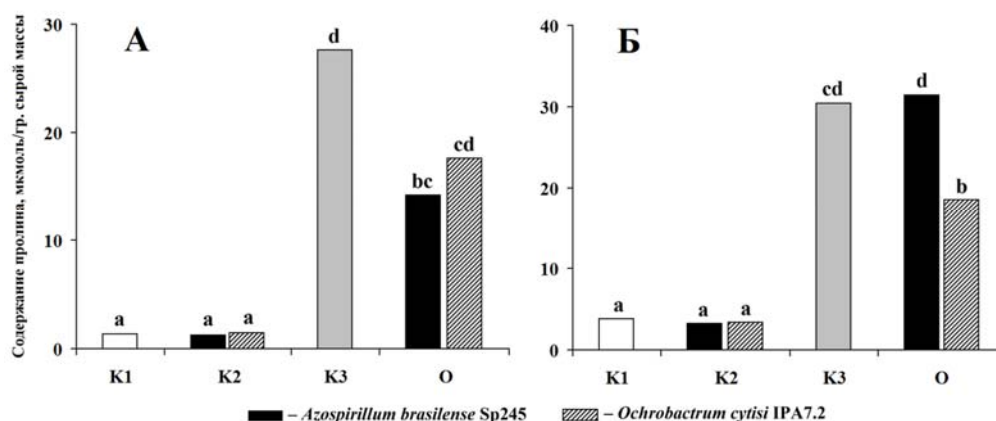 Содержание пролина, мкмоль/гр. сырой массы
А
30
20
10
0
a
a
a
d
bc
cd
К1
К2
К3
О
Б
40
30
20
10
0
a
a
a
cd
d
b
К1
К2
К3
О
– Azospirillum brasilense Sp245
– Ochrobactrum cytisi IPA7.2